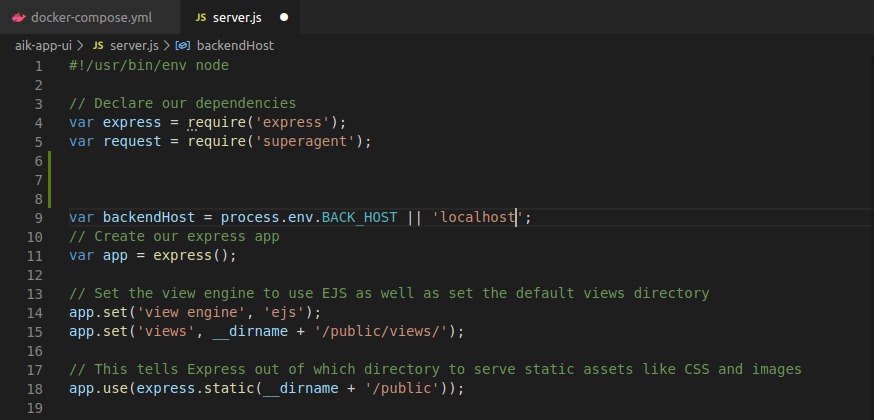 docker-compose.yml
JS server.js
aik-app-ui > JS server.js > backendHost
1 #!/usr/bin/env node
2
3 // Declare our dependencies
4 var express = require('express');
5 var request = require('superagent');
6
7
8
9 var backendHost = process.env.BACK_HOST || 'localhost';
10 // Create our express app
11 var app = express();
12
13 // Set the view engine to use EJS as well as set the default views directory
14 app.set('view engine', 'ejs');
15 app.set('views', __dirname + '/public/views/');
16
17 // This tells Express out of which directory to serve static assets like CSS and images
18 app.use(express.static(__dirname + '/public'));
19